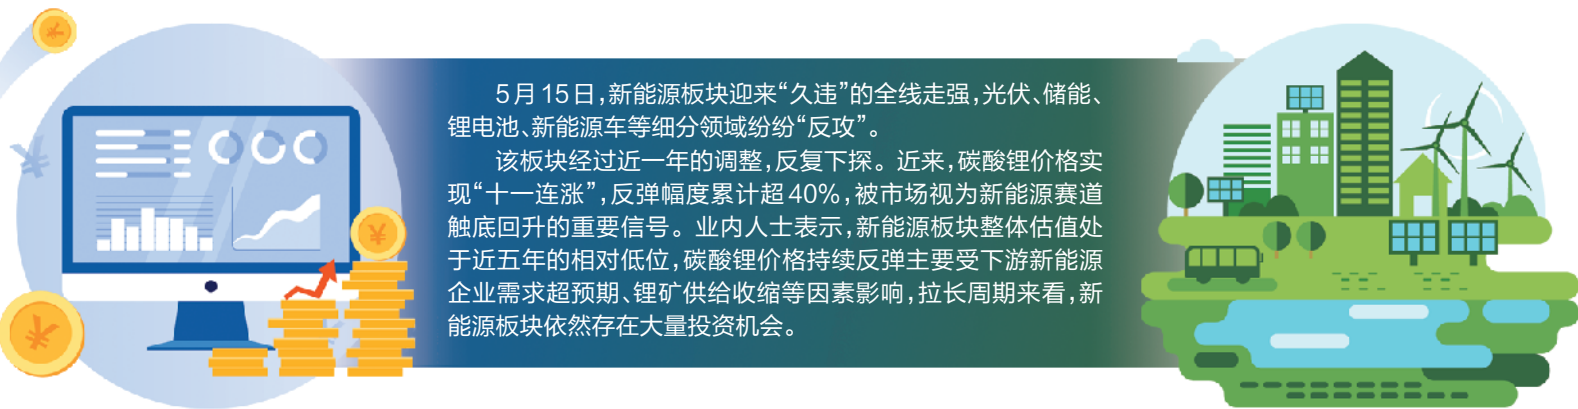 5月15日，新能源板块迎来“久违”的全线走强，光伏、储能、
锂电池、新能源车等细分领域纷纷“反攻”。
该板块经过近一年的调整，反复下探。近来，碳酸锂价格实
现“十一连涨”，反弹幅度累计超40%，被市场视为新能源赛道
触底回升的重要信号。业内人士表示，新能源板块整体估值处
于近五年的相对低位，碳酸锂价格持续反弹主要受下游新能源
企业需求超预期、锂矿供给收缩等因素影响，拉长周期来看，新
能源板块依然存在大量投资机会。